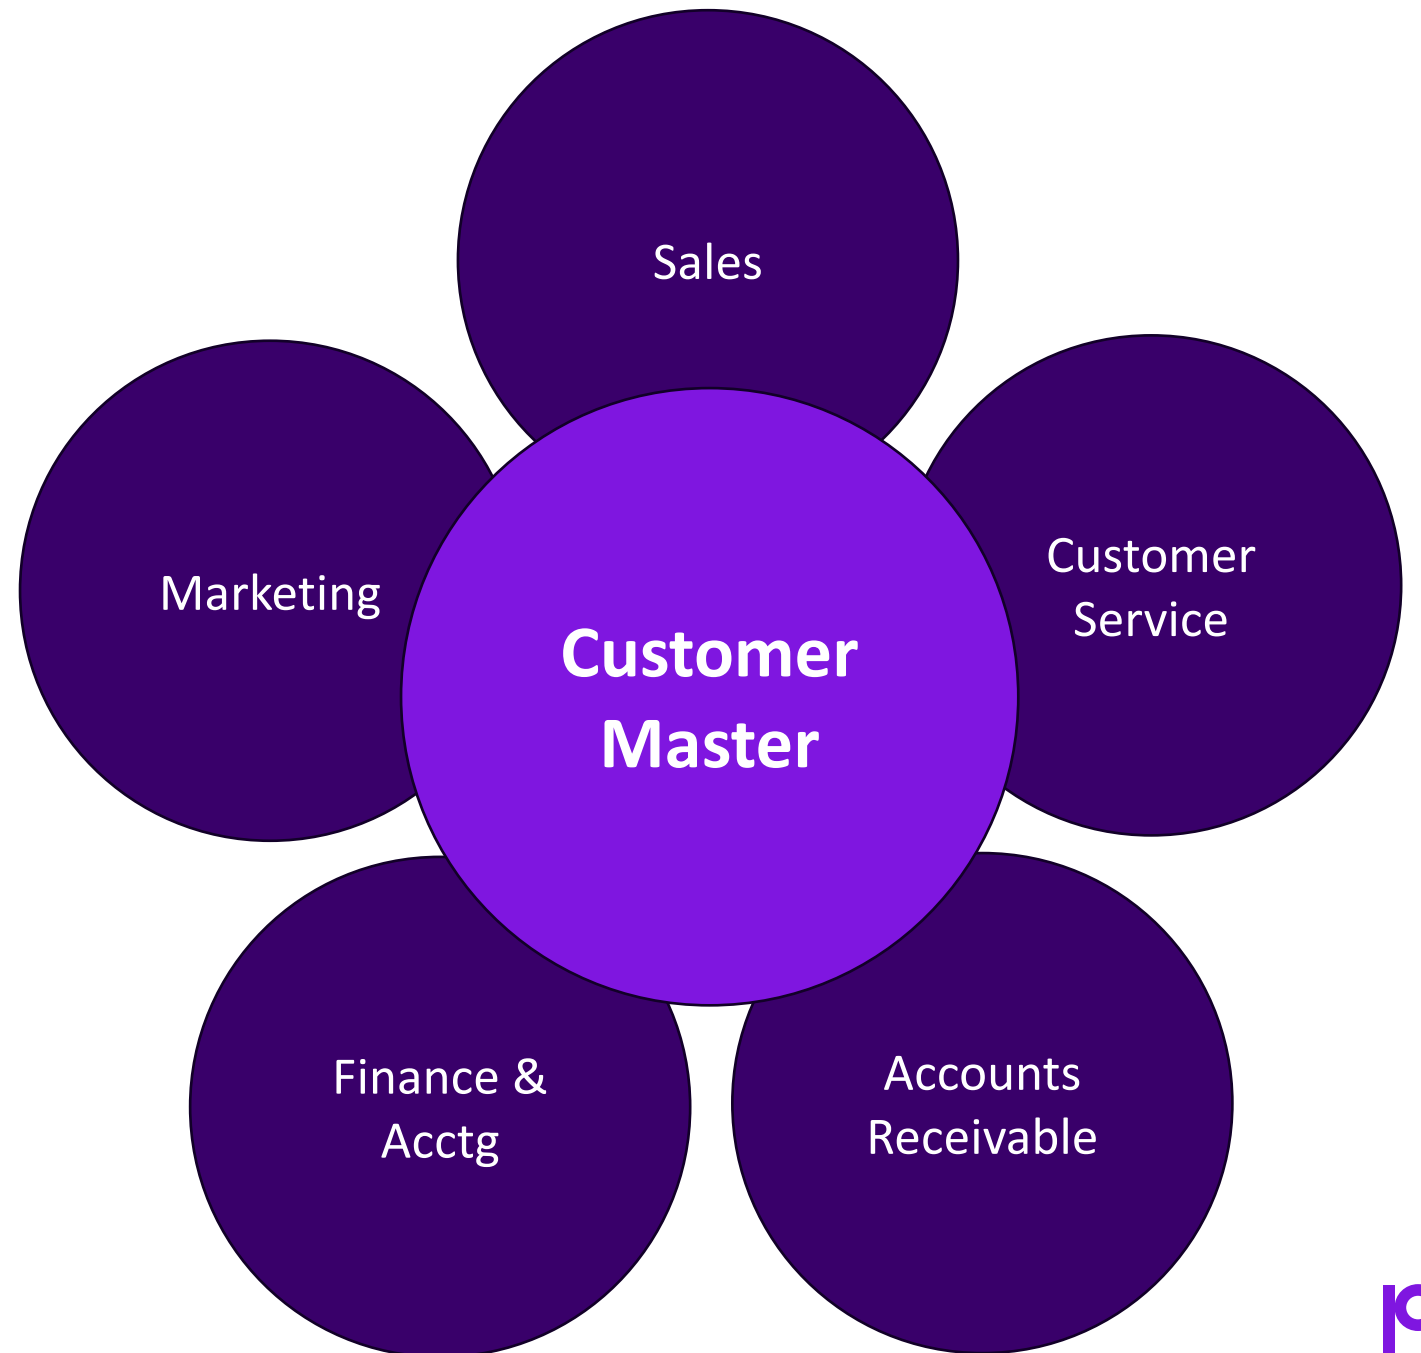 Sales
Customer
Service
Marketing
Customer
Master
Finance &
Acctg
Accounts
Receivable